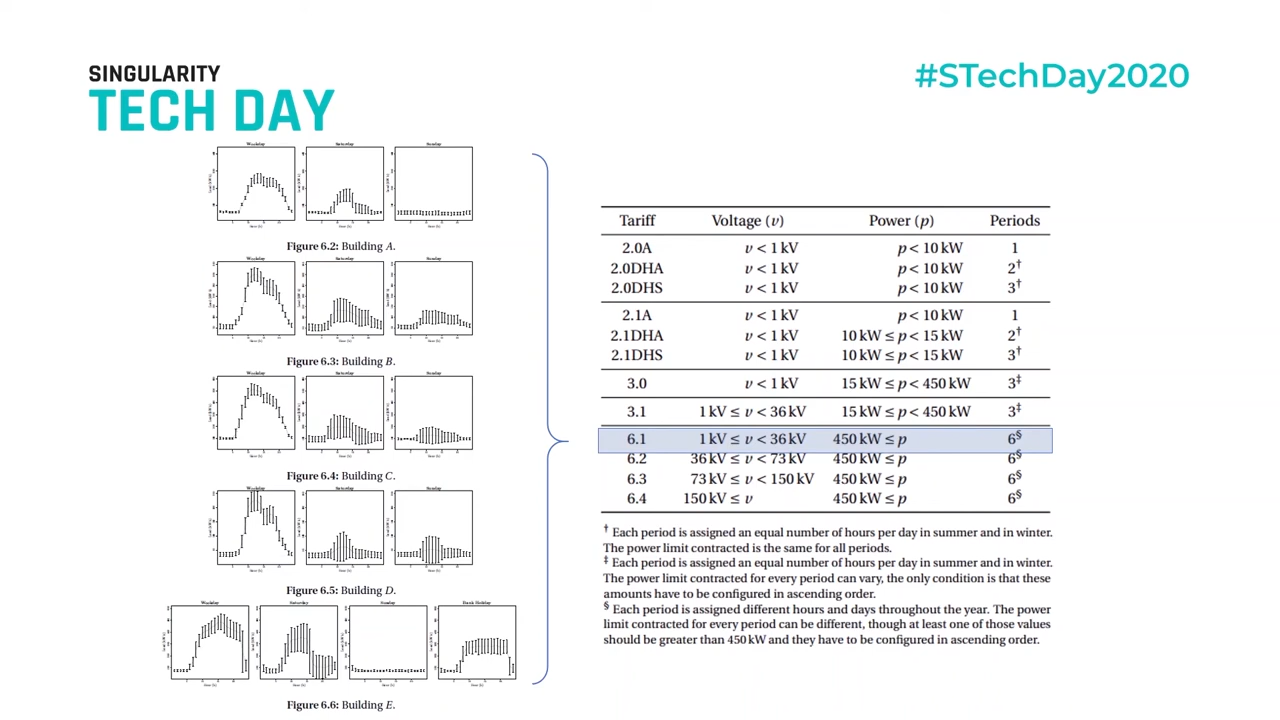 SINGULARITY
TECH DAY
#STechDay2020
Weekday Saturday Sunday
Figure 6.2: Building A.
Figure 6.3: Building B.
Figure 6.4: Building C.
Figure 6.5: Building D.
Weekday Saturday Sunday Bank Holiday
Figure 6.6: Building E.
Tariff Voltage (v) Power (p) Periods
2.0A v < 1 kV p < 10 kW 1
2.0DHA v < 1 kV p < 10 kW 2†
2.0DHS v < 1 kV p < 10 kW 3†
2.1A v < 1 kV p < 10 kW 1
2.1DHA v < 1 kV 10 kW ≤ p < 15 kW 2†
2.1DHS v < 1 kV 10 kW ≤ p < 15 kW 3†
3.0 v < 1 kV 15 kW ≤ p < 450 kW 3‡
3.1 1 kV ≤ v < 36 kV 15 kW ≤ p < 450 kW 3‡
6.1 1 kV ≤ v < 36 kV 450 kW ≤ p 6§
6.2 36 kV ≤ v < 73 kV 450 kW ≤ p 6§
6.3 73 kV ≤ v < 150 kV 450 kW ≤ p 6§
6.4 150 kV ≤ v 450 kW ≤ p 6§
† Each period is assigned an equal number of hours per day in summer and in winter.
The power limit contracted is the same for all periods.
‡ Each period is assigned an equal number of hours per day in summer and in winter.
The power limit contracted for every period can vary, the only condition is that these
amounts have to be configured in ascending order.
§ Each period is assigned different hours and days throughout the year. The power
limit contracted for every period can be different, though at least one of those values
should be greater than 450 kW and they have to be configured in ascending order.